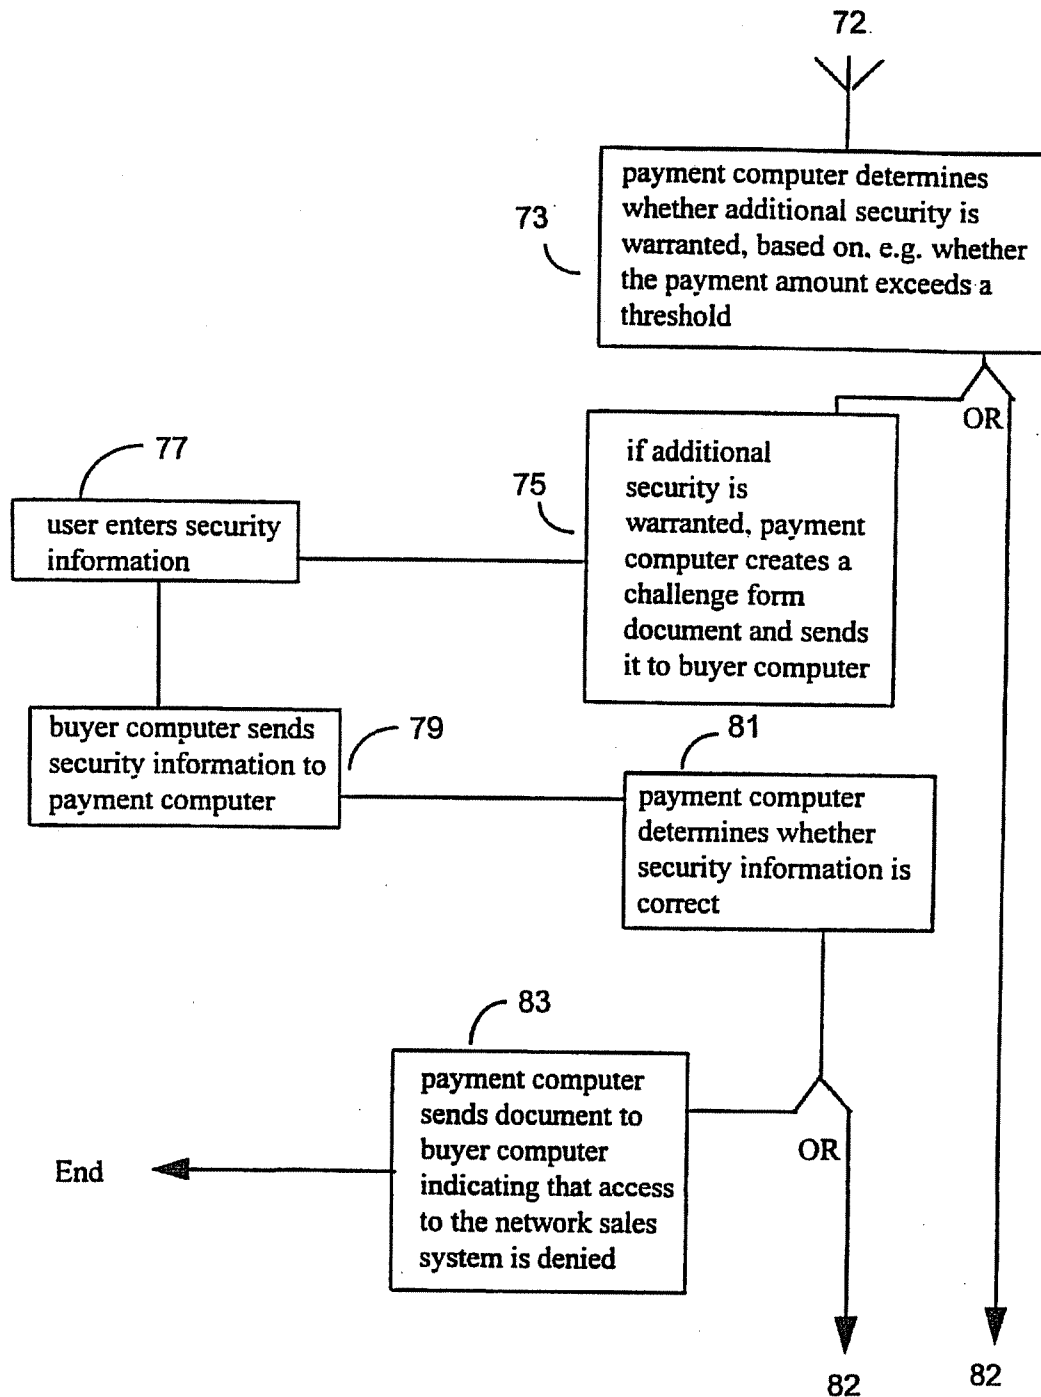 72
payment computer determines
whether additional security is
warranted, based on, e.g. whether
the payment amount exceeds a
threshold
73
OR
if additional
security is
warranted, payment
computer creates a
challenge form
document and sends
it to buyer computer
75
77
user enters security
information
buyer computer sends
security information to
payment computer
79
81
payment computer
determines whether
security information is
correct
83
payment computer
sends document to
buyer computer
indicating that access
to the network sales
system is denied
OR
End
82
82